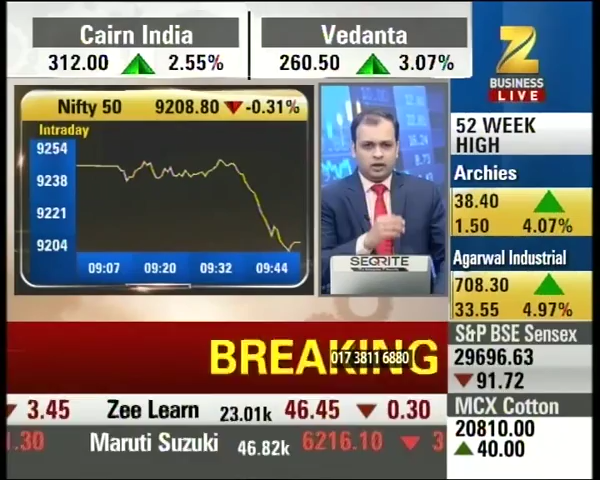 Cairn India
312.00 2.55%
Vedanta
260.50 3.07%
Z
BUSINESS
LIVE
Nifty 50 9208.80 -0.31%
Intraday
9254
9238
9221
9204
09:07 09:20 09:32 09:44
SEQRITE
52 WEEK
HIGH
Archies
38.40
1.50 4.07%
Agarwal Industrial
708.30
33.55 4.97%
S&P BSE Sensex
29696.63
91.72
MCX Cotton
20810.00
40.00
BREAKING
017 3811 6880
3.45 Zee Learn 23.01k 46.45 0.30
1.30 Maruti Suzuki 46.82k 6216.10 3